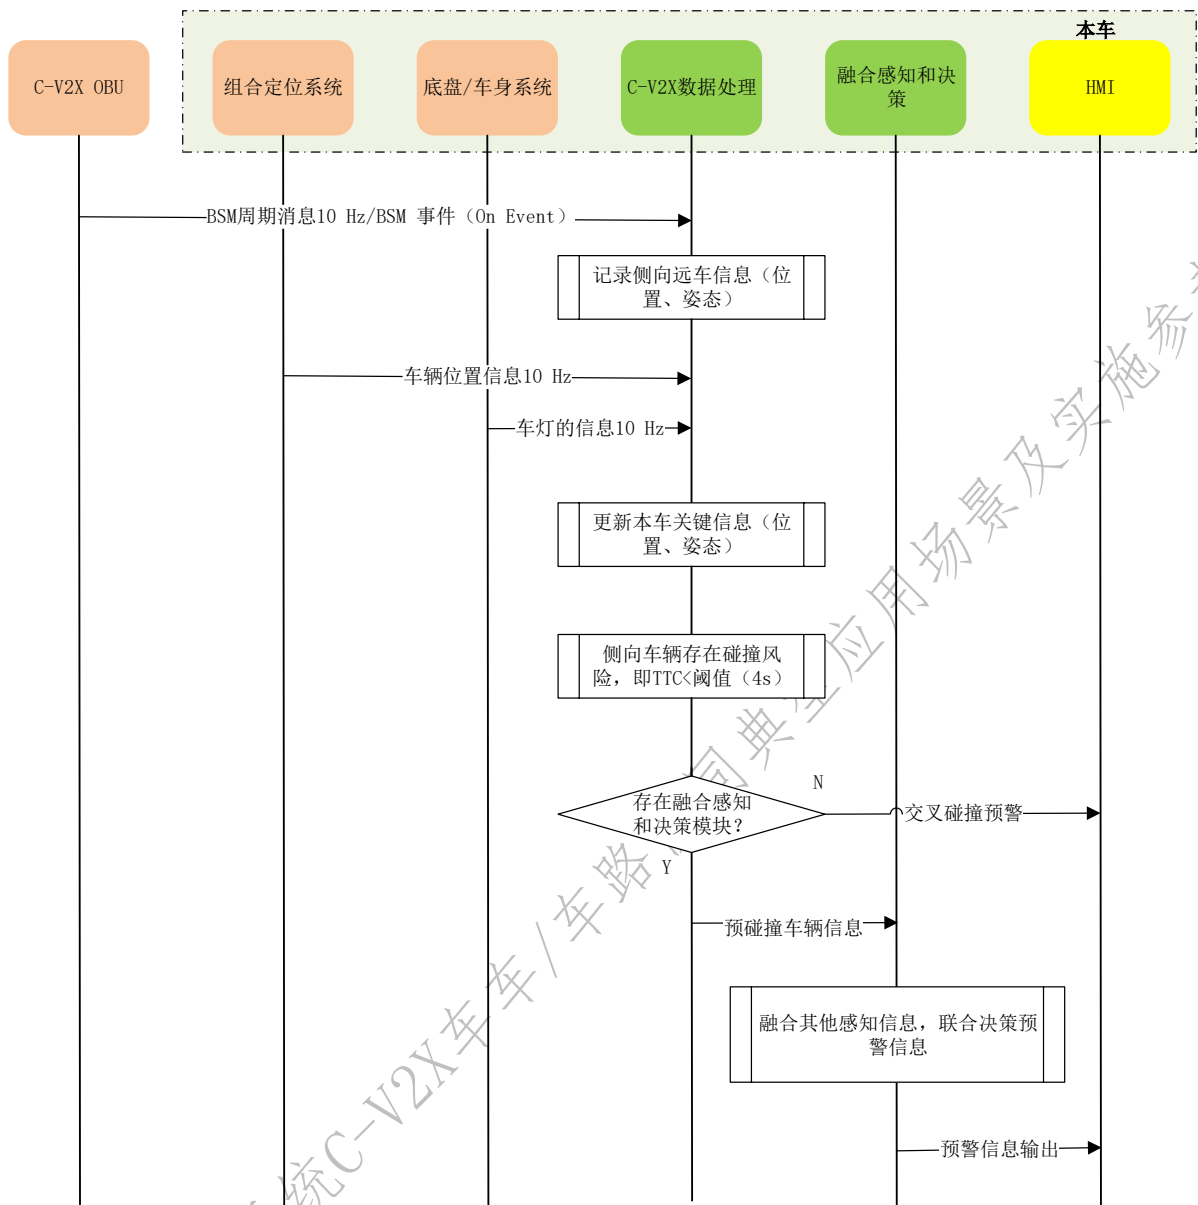 本车
C-V2X OBU
组合定位系统
底盘/车身系统
C-V2X数据处理
融合感知和决
策
HMI
BSM周期消息10 Hz/BSM 事件（On Event）
记录侧向远车信息（位
置、姿态）
车辆位置信息10 Hz
车灯的信息10 Hz
更新本车关键信息（位
置、姿态）
侧向车辆存在碰撞风
险，即TTC<阈值（4s）
存在融合感知
和决策模块？
N
交叉碰撞预警
Y
预碰撞车辆信息
融合其他感知信息，联合决策预
警信息
预警信息输出
统C-V2X车车/车路 同典型应用场景及实施参